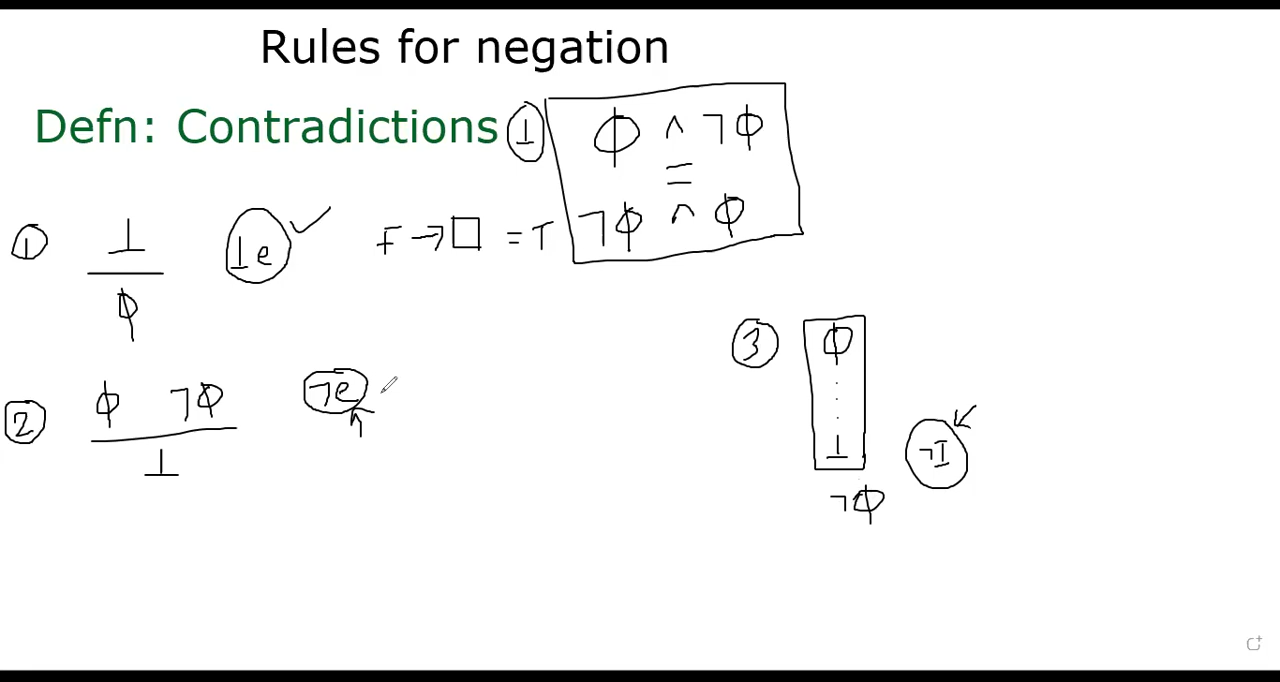 Rules for negation
Defn: Contradictions ⊥ ϕ ∧ ¬ϕ
=
¬ϕ ∧ ϕ
① ⊥ ⊥e ✓ F → □ = T
ϕ
② ϕ ¬ϕ ¬e
⊥
③ ϕ
⊥ ¬I
¬ϕ